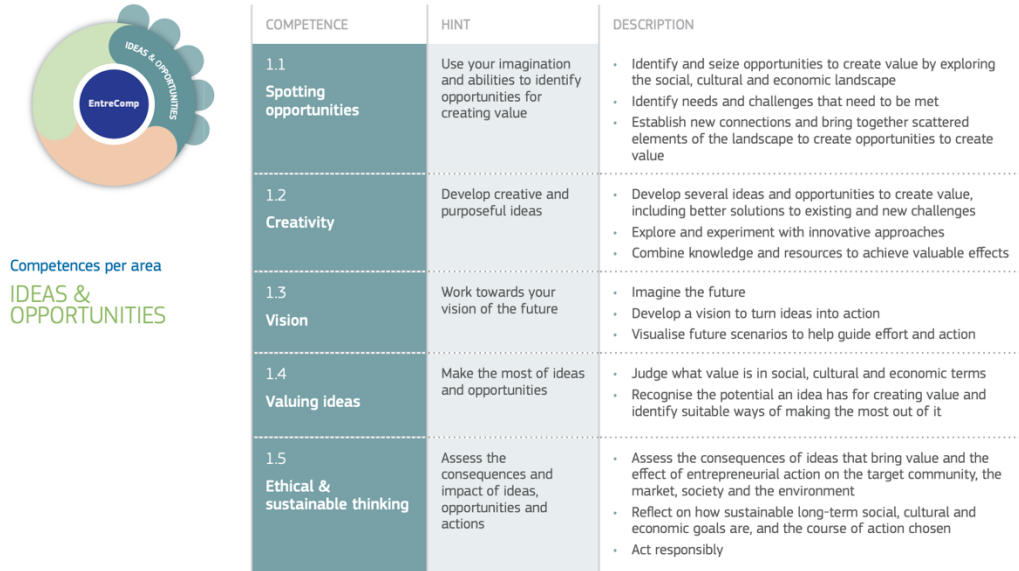 IDEAS & OPPORTUNITIES
EntreComp
Competences per area
IDEAS &
OPPORTUNITIES
COMPETENCE
HINT
DESCRIPTION
1.1
Spotting
opportunities
Use your imagination
and abilities to identify
opportunities for
creating value
• Identify and seize opportunities to create value by exploring
the social, cultural and economic landscape
• Identify needs and challenges that need to be met
• Establish new connections and bring together scattered
elements of the landscape to create opportunities to create
value
1.2
Creativity
Develop creative and
purposeful ideas
• Develop several ideas and opportunities to create value,
including better solutions to existing and new challenges
• Explore and experiment with innovative approaches
• Combine knowledge and resources to achieve valuable effects
1.3
Vision
Work towards your
vision of the future
• Imagine the future
• Develop a vision to turn ideas into action
• Visualise future scenarios to help guide effort and action
1.4
Valuing ideas
Make the most of ideas
and opportunities
• Judge what value is in social, cultural and economic terms
• Recognise the potential an idea has for creating value and
identify suitable ways of making the most out of it
1.5
Ethical &
sustainable thinking
Assess the
consequences and
impact of ideas,
opportunities and
actions
• Assess the consequences of ideas that bring value and the
effect of entrepreneurial action on the target community, the
market, society and the environment
• Reflect on how sustainable long-term social, cultural and
economic goals are, and the course of action chosen
• Act responsibly